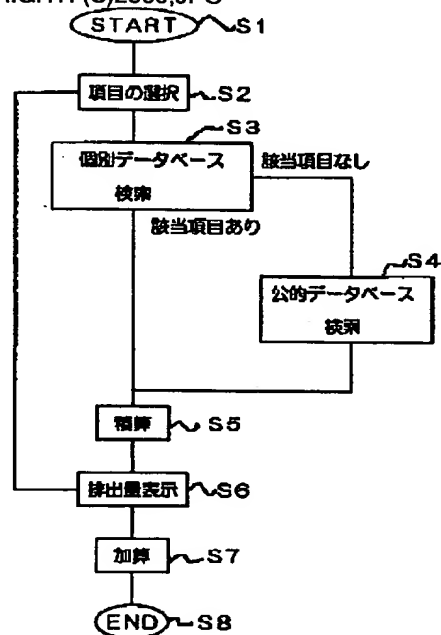 (C)2000,JPO
START S1
項目の選択 S2
S3
個別データベース
検索
該当項目なし
該当項目あり
S4
公的データベース
検索
積算 S5
排出量表示 S6
加算 S7
END S8